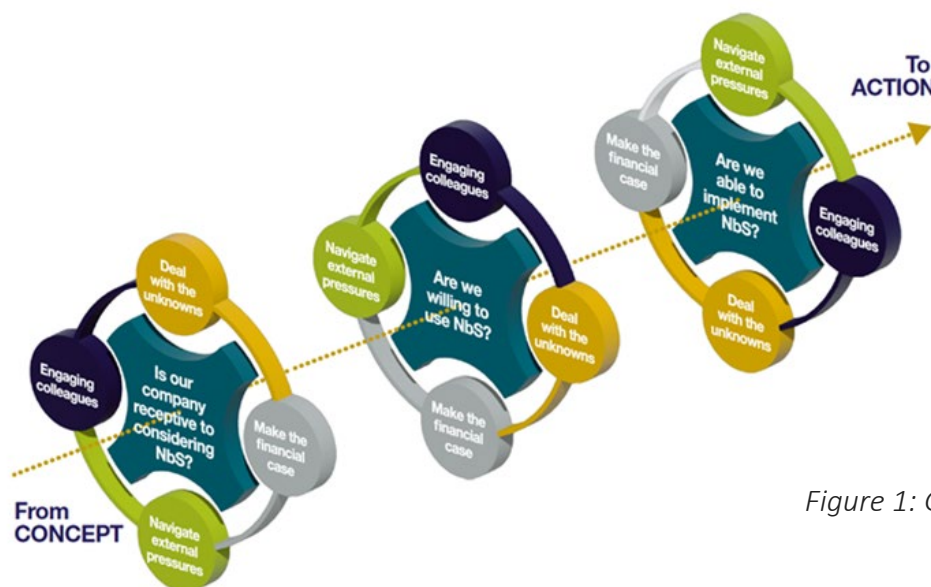 From
CONCEPT
Engaging
colleagues
Deal
with the
unknowns
Is our
company
receptive to
considering
NbS?
Make the
financial
case
Navigate
external
pressures
Navigate
external
pressures
Engaging
colleagues
Are we
willing to
use NbS?
Deal
with the
unknowns
Make the
financial
case
Make the
financial
case
Navigate
external
pressures
Are we
able to
implement
NbS?
Engaging
colleagues
Deal
with the
unknowns
To
ACTION
Figure 1: